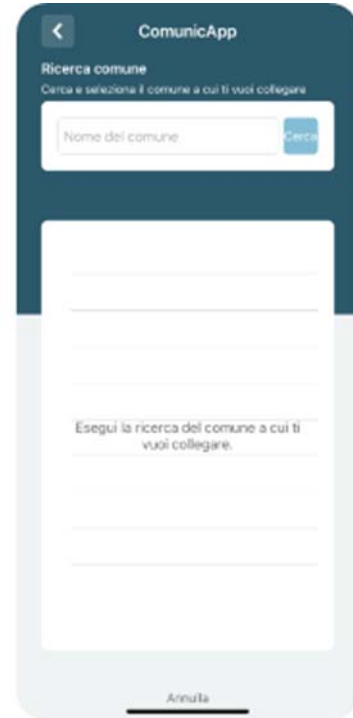 ComunicApp
Ricerca comune
Cerca e seleziona il comune a cui ti vuoi collegare
Nome del comune
Cerca
Esegui la ricerca del comune a cui ti
vuoi collegare.
Annulla